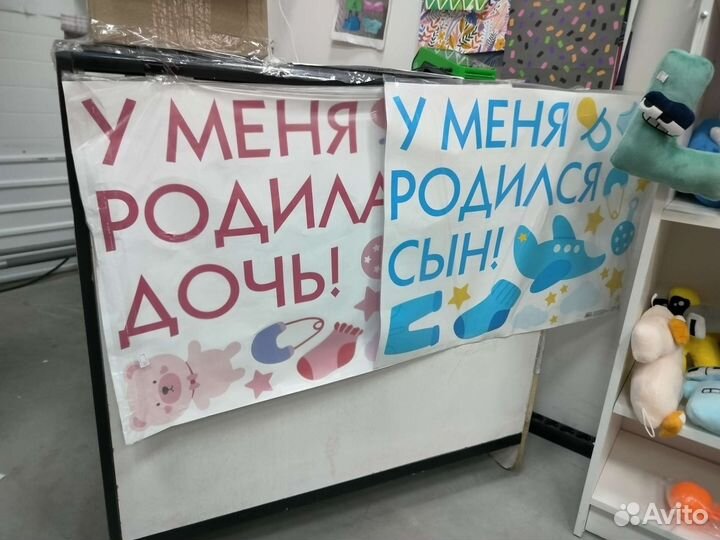 У МЕНЯ
РОДИЛА
ДОЧЬ!
У МЕНЯ
РОДИЛСЯ
СЫН!
Avito